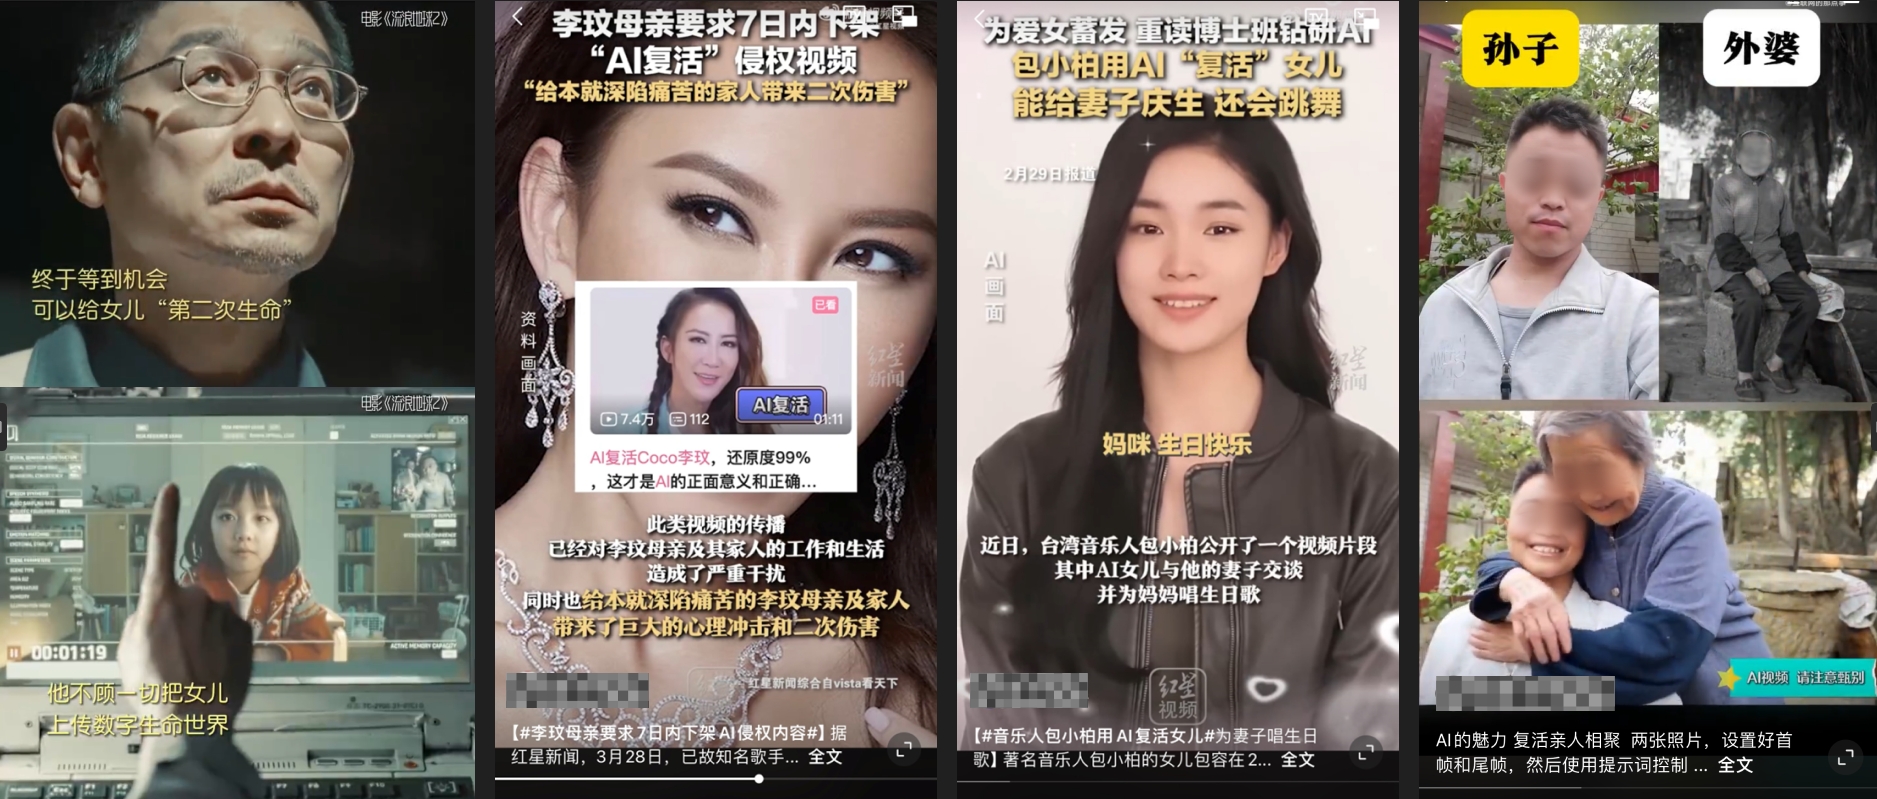 电影《流浪地球2》
终于等到机会
可以给女儿“第二次生命”
电影《流浪地球2》
00:01:19
ACTIVE MEMORY CAPACITY
他不顾一切把女儿
上传数字生命世界
李玟母亲要求7日内下架
“AI复活”侵权视频
“给本就深陷痛苦的家人带来二次伤害”
资料画面
已看
7.4万
112
AI复活
01:11
AI复活Coco李玟，还原度99%
，这才是AI的正面意义和正确...
红星新闻
此类视频的传播
已经对李玟母亲及其家人的工作和生活
造成了严重干扰
同时也给本就深陷痛苦的李玟母亲及家人
带来了巨大的心理冲击和二次伤害
红星新闻综合自vista看天下
【#李玟母亲要求7日内下架AI侵权内容#】据
红星新闻，3月28日，已故知名歌手... 全文
为爱女蓄发 重读博士班钻研AI
包小柏用AI“复活”女儿
能给妻子庆生 还会跳舞
2月29日报道
AI画面
红星新闻
妈咪 生日快乐
近日，台湾音乐人包小柏公开了一个视频片段
其中AI女儿与他的妻子交谈
并为妈妈唱生日歌
红星视频
【#音乐人包小柏用AI复活女儿#为妻子唱生日
歌】著名音乐人包小柏的女儿包容在2... 全文
孙子
外婆
AI视频 请注意甄别
AI的魅力 复活亲人相聚 两张照片，设置好首
帧和尾帧，然后使用提示词控制 ... 全文